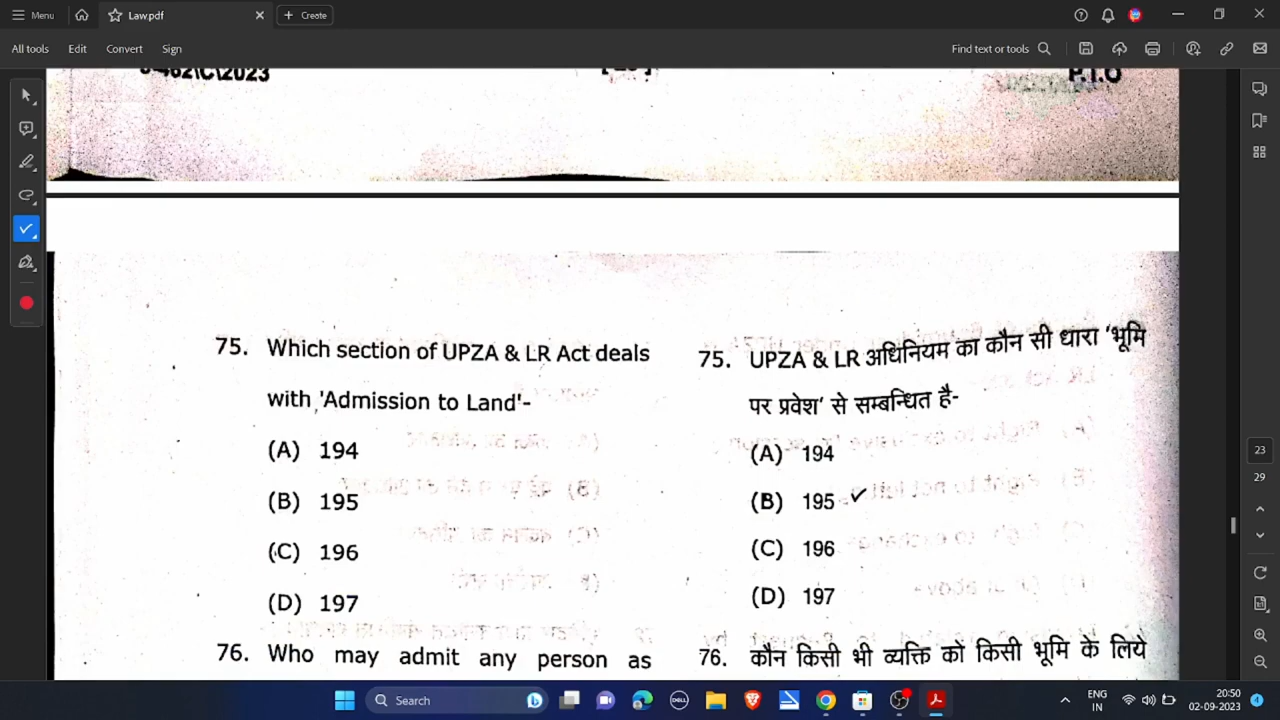 Menu
Law.pdf
Create
All tools
Edit
Convert
Sign
Find text or tools
P.T.O
75. Which section of UPZA & LR Act deals
with 'Admission to Land'-
(A) 194
(B) 195
(C) 196
(D) 197
76. Who may admit any person as
75. UPZA & LR अधिनियम का कौन सी धारा 'भूमि
पर प्रवेश' से सम्बन्धित है-
(A) 194
(B) 195 ✓
(C) 196
(D) 197
76. कौन किसी भी व्यक्ति को किसी भूमि के लिये
23
29
Search
DELL
ENG
IN
20:50
02-09-2023
4